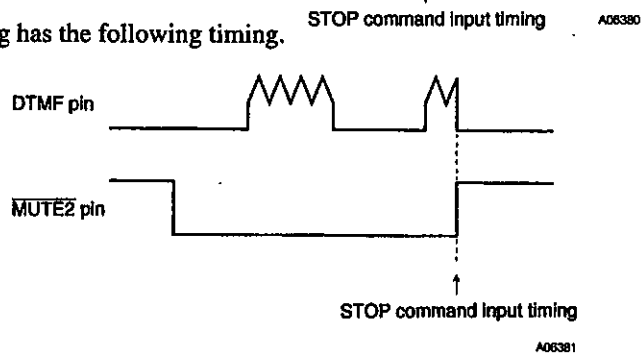 STOP command input timing A06380
g has the following timing.
DTMF pin
MUTE2 pin
STOP command input timing
A06381